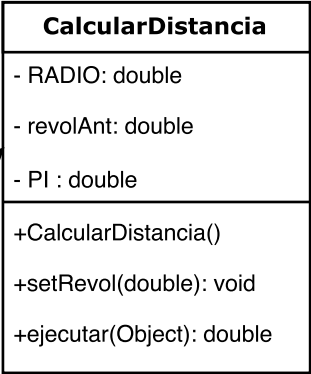 CalcularDistancia
- RADIO: double
- revolAnt: double
- PI : double
+CalcularDistancia()
+setRevol(double): void
+ejecutar(Object): double